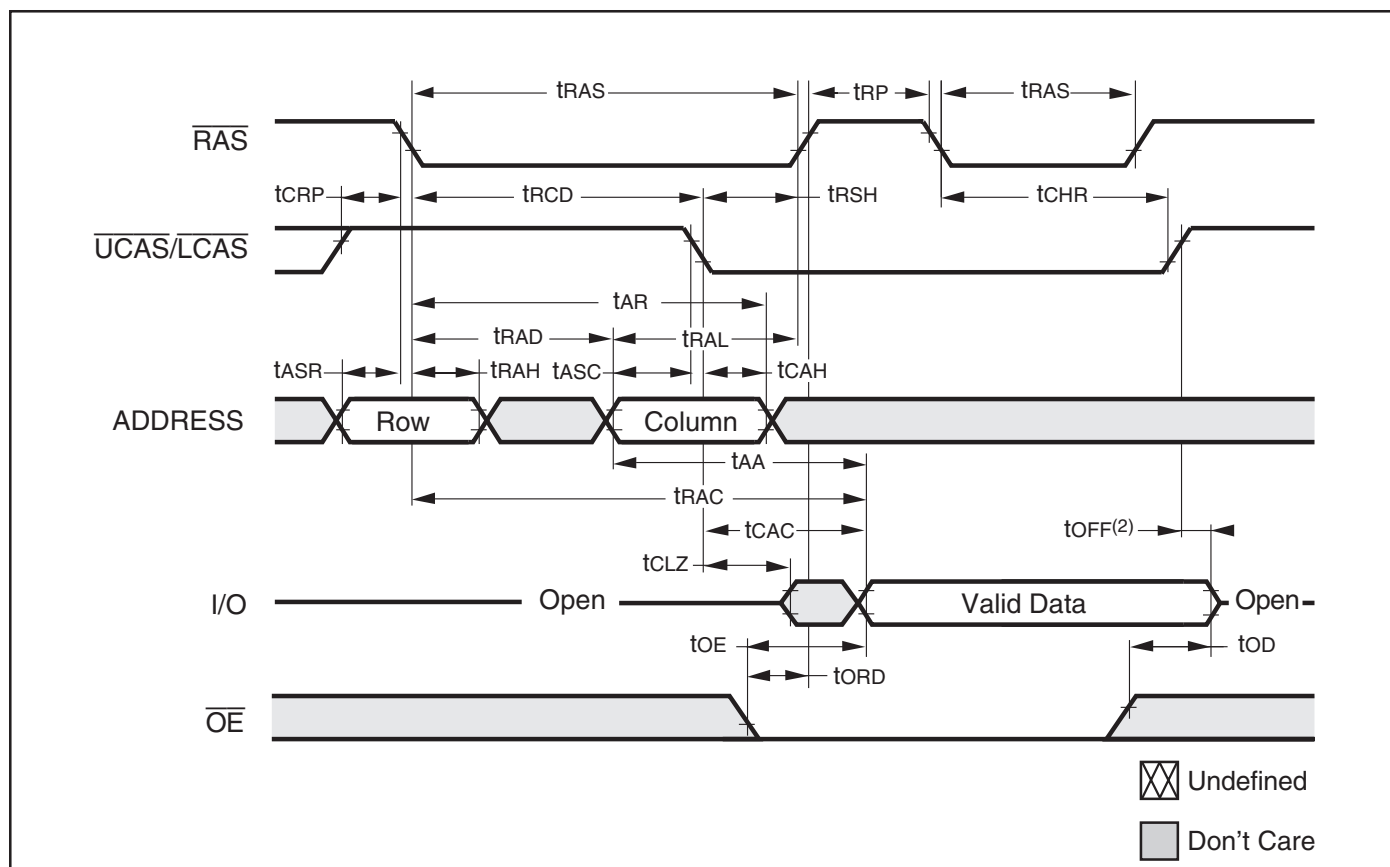 tRAS tRP tRAS
RAS
tCRP tRCD tRSH tCHR
UCAS/LCAS
tAR
tRAD tRAL
tASR tRAH tASC tCAH
ADDRESS Row Column
tAA
tRAC
tCAC tOFF(2)
tCLZ
I/O Open Valid Data Open
tOE tOD
tORD
OE
Undefined
Don't Care